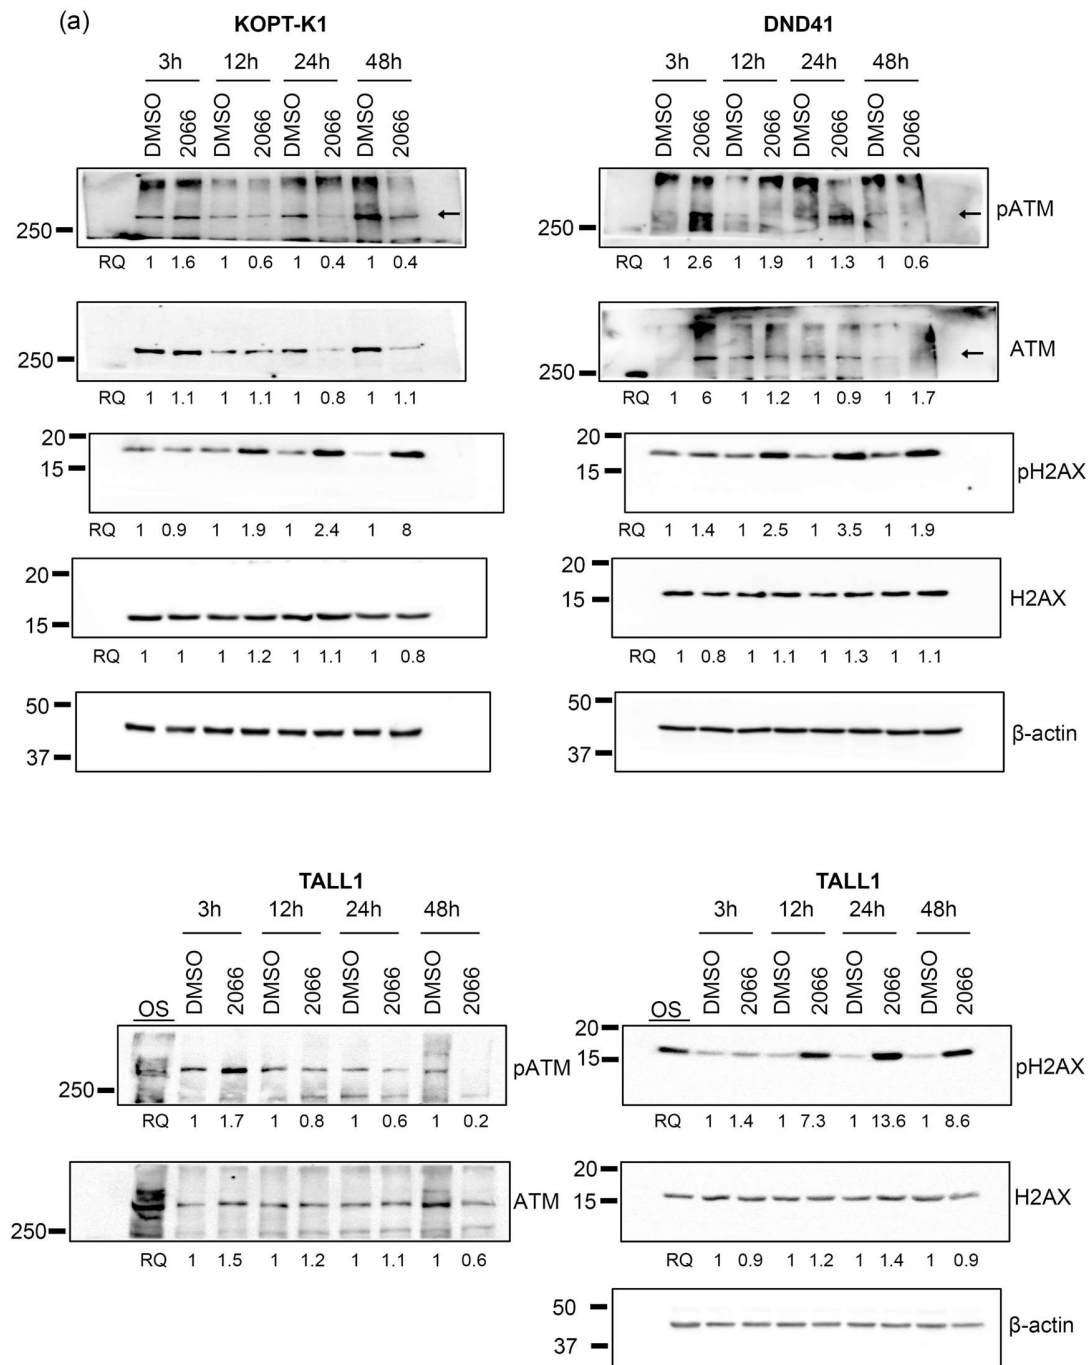 (a)
KOPT-K1
3h 12h 24h 48h
DMSO 2066 DMSO 2066 DMSO 2066 DMSO 2066
250
RQ 1 1.6 1 0.6 1 0.4 1 0.4
250
RQ 1 1.1 1 1.1 1 0.8 1 1.1
20
15
RQ 1 0.9 1 1.9 1 2.4 1 8
20
15
RQ 1 1 1 1.2 1 1.1 1 0.8
50
37
DND41
3h 12h 24h 48h
DMSO 2066 DMSO 2066 DMSO 2066 DMSO 2066
250
pATM
RQ 1 2.6 1 1.9 1 1.3 1 0.6
ATM
250
RQ 1 6 1 1.2 1 0.9 1 1.7
20
15
pH2AX
RQ 1 1.4 1 2.5 1 3.5 1 1.9
20
15
H2AX
RQ 1 0.8 1 1.1 1 1.3 1 1.1
50
β-actin
37
TALL1
3h 12h 24h 48h
OS DMSO 2066 DMSO 2066 DMSO 2066 DMSO 2066
pATM
250
RQ 1 1.7 1 0.8 1 0.6 1 0.2
ATM
250
RQ 1 1.5 1 1.2 1 1.1 1 0.6
TALL1
3h 12h 24h 48h
OS DMSO 2066 DMSO 2066 DMSO 2066 DMSO 2066
20
15
pH2AX
RQ 1 1.4 1 7.3 1 13.6 1 8.6
20
15
H2AX
RQ 1 0.9 1 1.2 1 1.4 1 0.9
50
β-actin
37